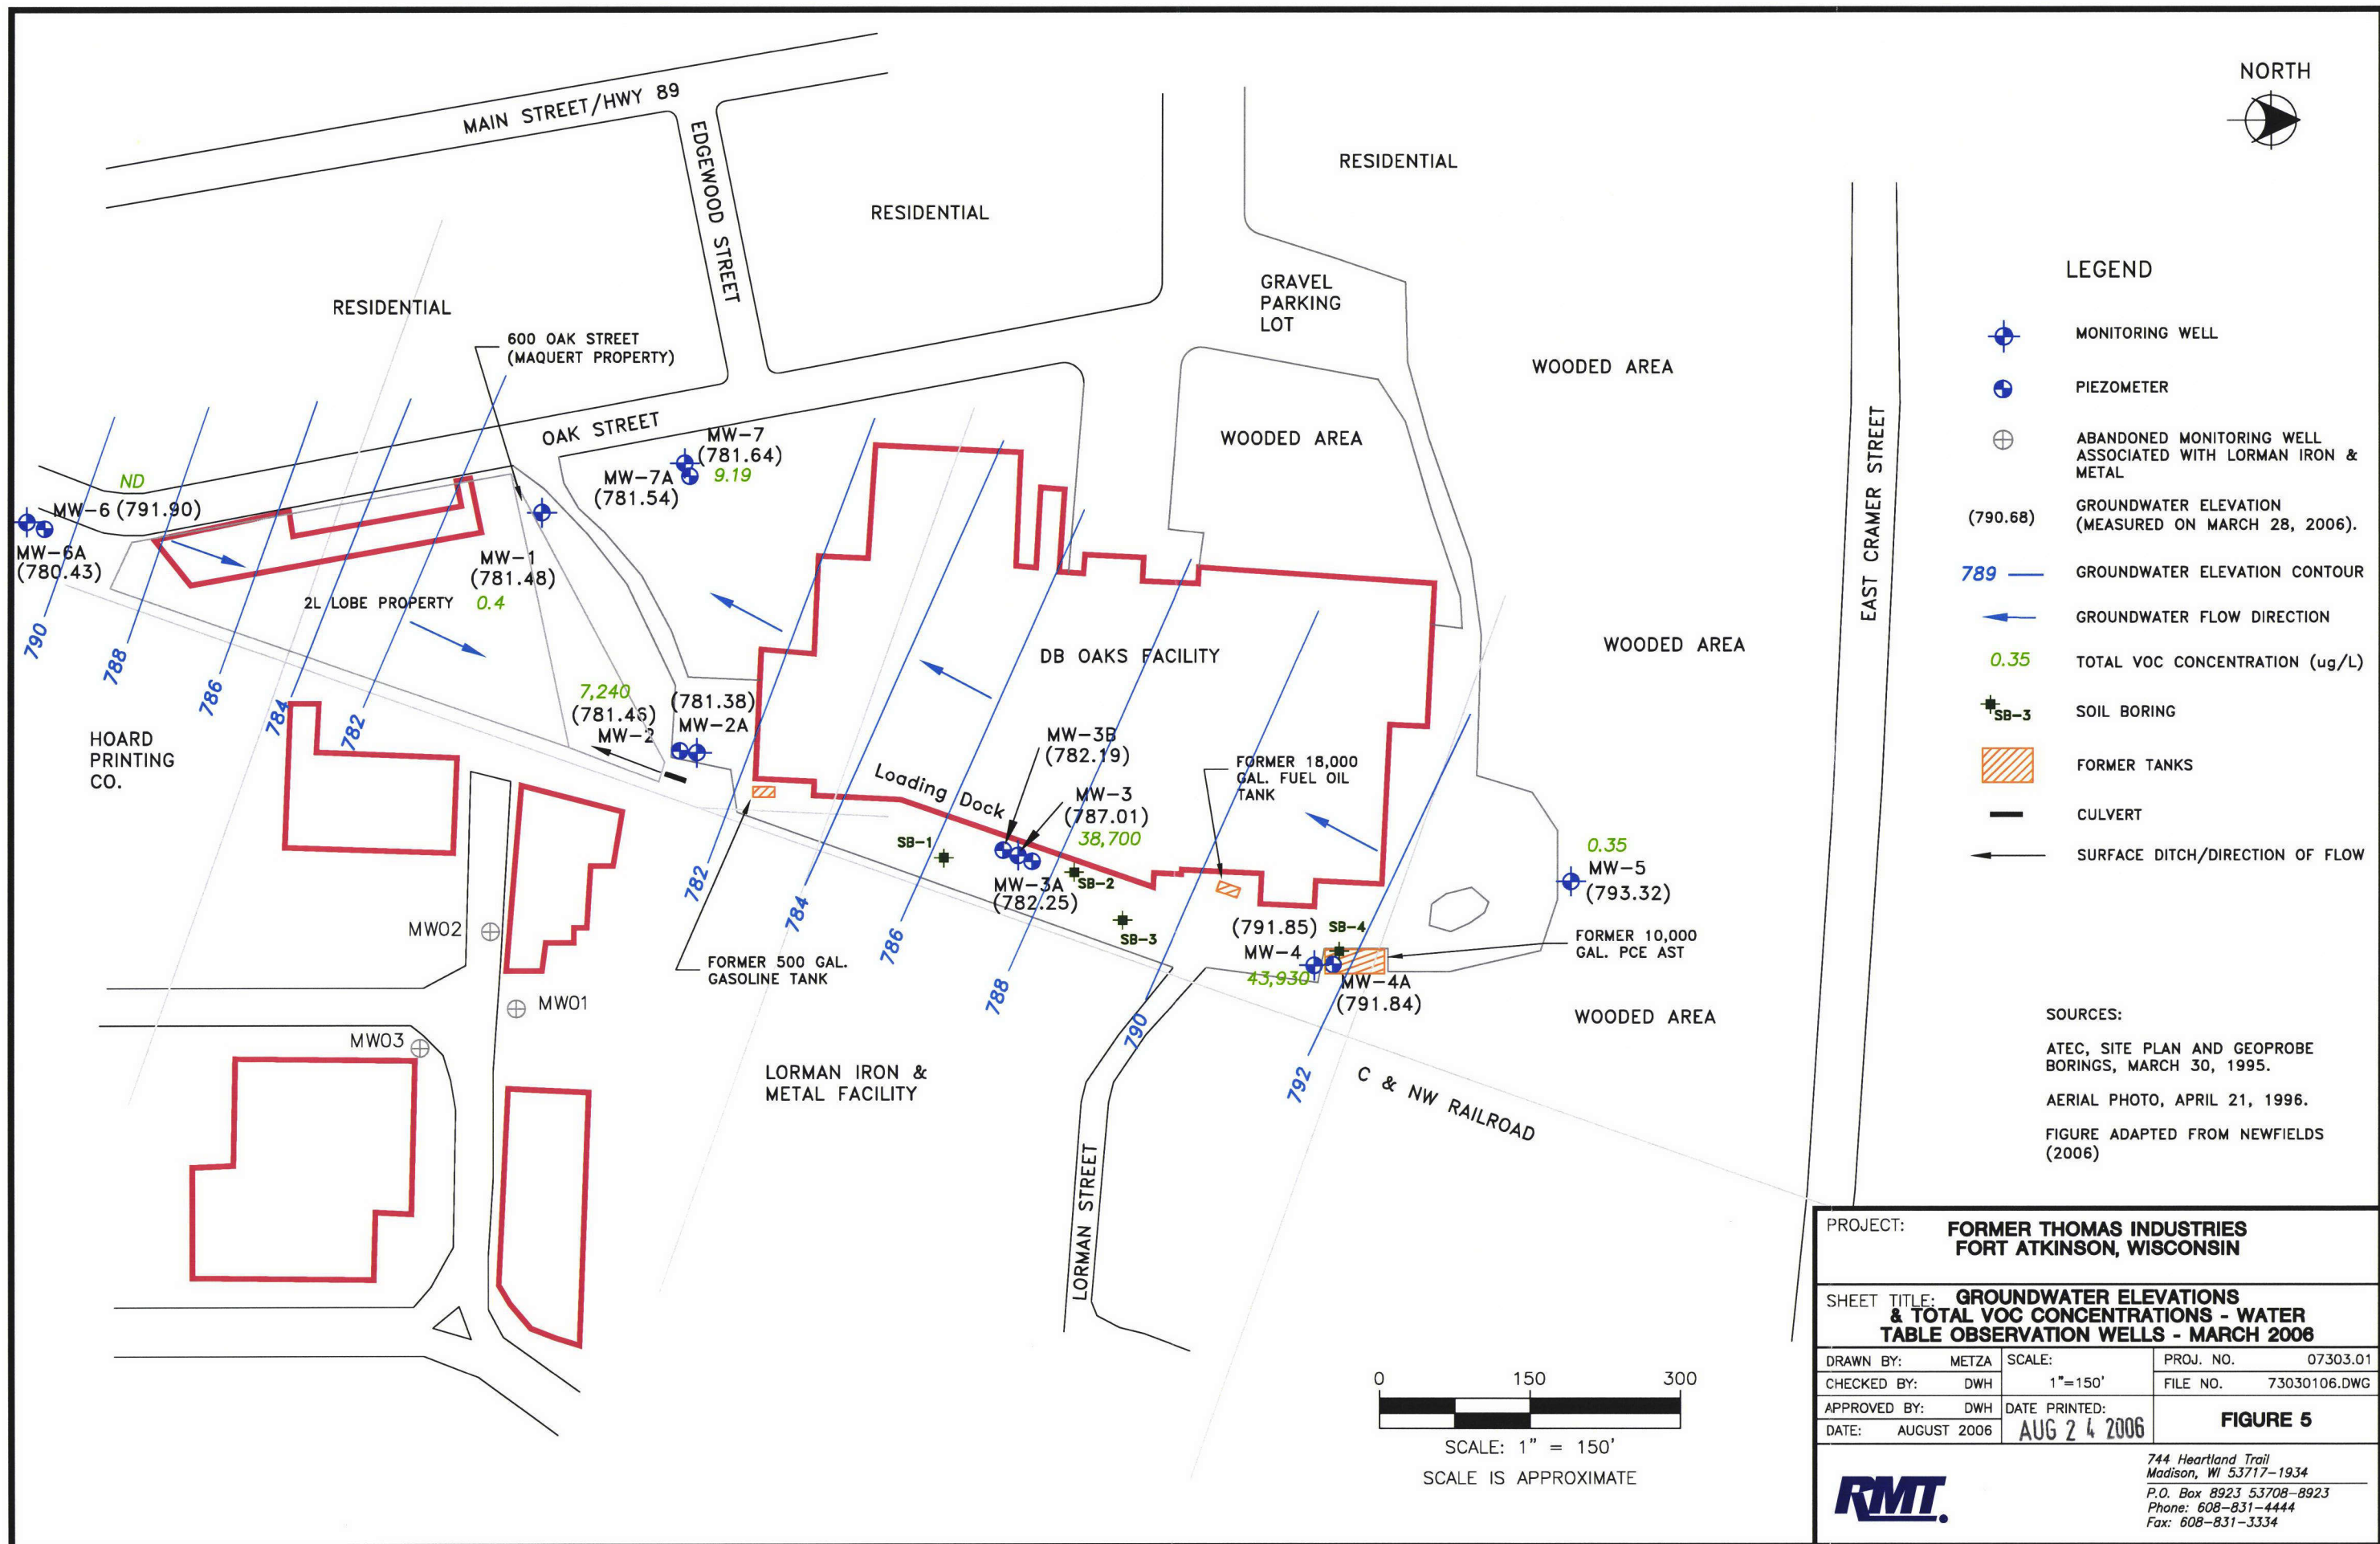 MAIN STREET/HWY 89
EDGEWOOD STREET
RESIDENTIAL
RESIDENTIAL
RESIDENTIAL
NORTH
GRAVEL
PARKING
LOT
WOODED AREA
WOODED AREA
WOODED AREA
WOODED AREA
EAST CRAMER STREET
600 OAK STREET
(MAQUERT PROPERTY)
OAK STREET
MW-7
(781.64)
9.19
MW-7A
(781.54)
ND
MW-6 (791.90)
MW-6A
(780.43)
MW-1
(781.48)
0.4
2L LOBE PROPERTY
790
788
786
784
782
7,240
(781.46)
MW-2
(781.38)
MW-2A
DB OAKS FACILITY
HOARD
PRINTING
CO.
Loading Dock
MW-3B
(782.19)
MW-3
(787.01)
38,700
MW-3A
(782.25)
SB-1
SB-2
SB-3
FORMER 18,000
GAL. FUEL OIL
TANK
0.35
MW-5
(793.32)
(791.85)
SB-4
MW-4
43,930
MW-4A
(791.84)
FORMER 10,000
GAL. PCE AST
FORMER 500 GAL.
GASOLINE TANK
782
784
786
788
790
792
MW02
MW01
MW03
LORMAN IRON &
METAL FACILITY
LORMAN STREET
C & NW RAILROAD
0 150 300
SCALE: 1" = 150'
SCALE IS APPROXIMATE
LEGEND
MONITORING WELL
PIEZOMETER
ABANDONED MONITORING WELL
ASSOCIATED WITH LORMAN IRON &
METAL
(790.68) GROUNDWATER ELEVATION
(MEASURED ON MARCH 28, 2006).
789 GROUNDWATER ELEVATION CONTOUR
GROUNDWATER FLOW DIRECTION
0.35 TOTAL VOC CONCENTRATION (ug/L)
SB-3 SOIL BORING
FORMER TANKS
CULVERT
SURFACE DITCH/DIRECTION OF FLOW
SOURCES:
ATEC, SITE PLAN AND GEOPROBE
BORINGS, MARCH 30, 1995.
AERIAL PHOTO, APRIL 21, 1996.
FIGURE ADAPTED FROM NEWFIELDS
(2006)
PROJECT: FORMER THOMAS INDUSTRIES
FORT ATKINSON, WISCONSIN
SHEET TITLE: GROUNDWATER ELEVATIONS
& TOTAL VOC CONCENTRATIONS - WATER
TABLE OBSERVATION WELLS - MARCH 2006
DRAWN BY: METZA SCALE: PROJ. NO. 07303.01
CHECKED BY: DWH 1"=150' FILE NO. 73030106.DWG
APPROVED BY: DWH DATE PRINTED: FIGURE 5
DATE: AUGUST 2006 AUG 24 2006
RMT.
744 Heartland Trail
Madison, WI 53717-1934
P.O. Box 8923 53708-8923
Phone: 608-831-4444
Fax: 608-831-3334